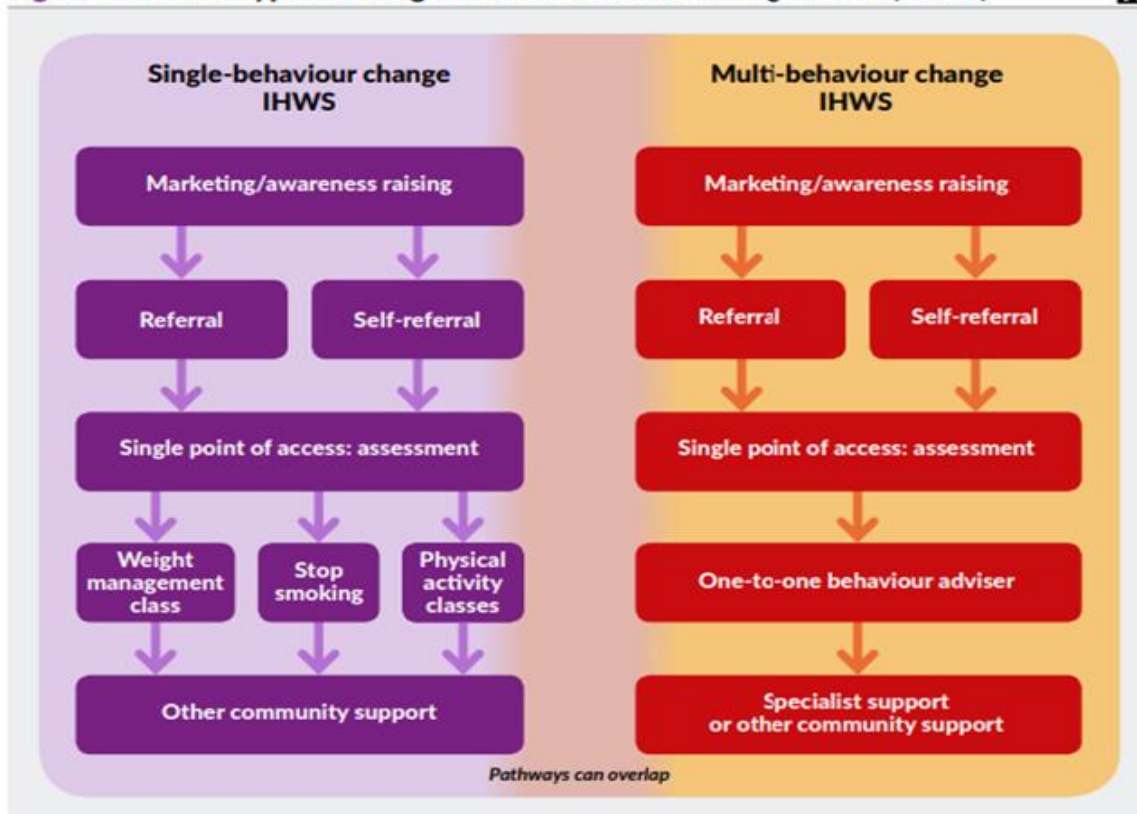 Single-behaviour change
IHWS
Multi-behaviour change
IHWS
Marketing/awareness raising
Marketing/awareness raising
Referral
Self-referral
Referral
Self-referral
Single point of access: assessment
Single point of access: assessment
Weight
management
class
Stop
smoking
Physical
activity
classes
One-to-one behaviour adviser
Other community support
Specialist support
or other community support
Pathways can overlap